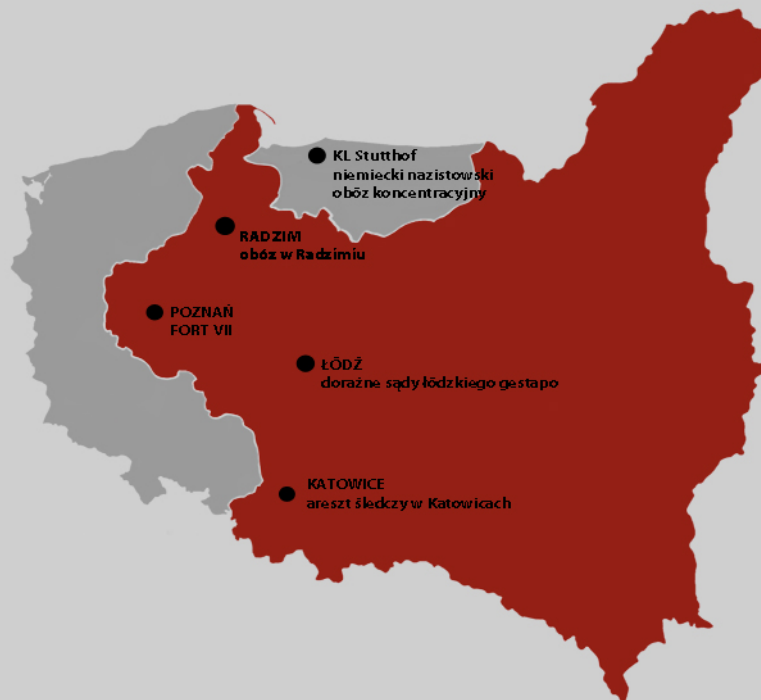 KL Stutthof
niemiecki nazistowski
obóz koncentracyjny
RADZIM
obóz w Radzimiu
POZNAŃ
FORT VII
ŁÓDŹ
doraźne sądy łódzkiego gestapo
KATOWICE
areszt śledczy w Katowicach